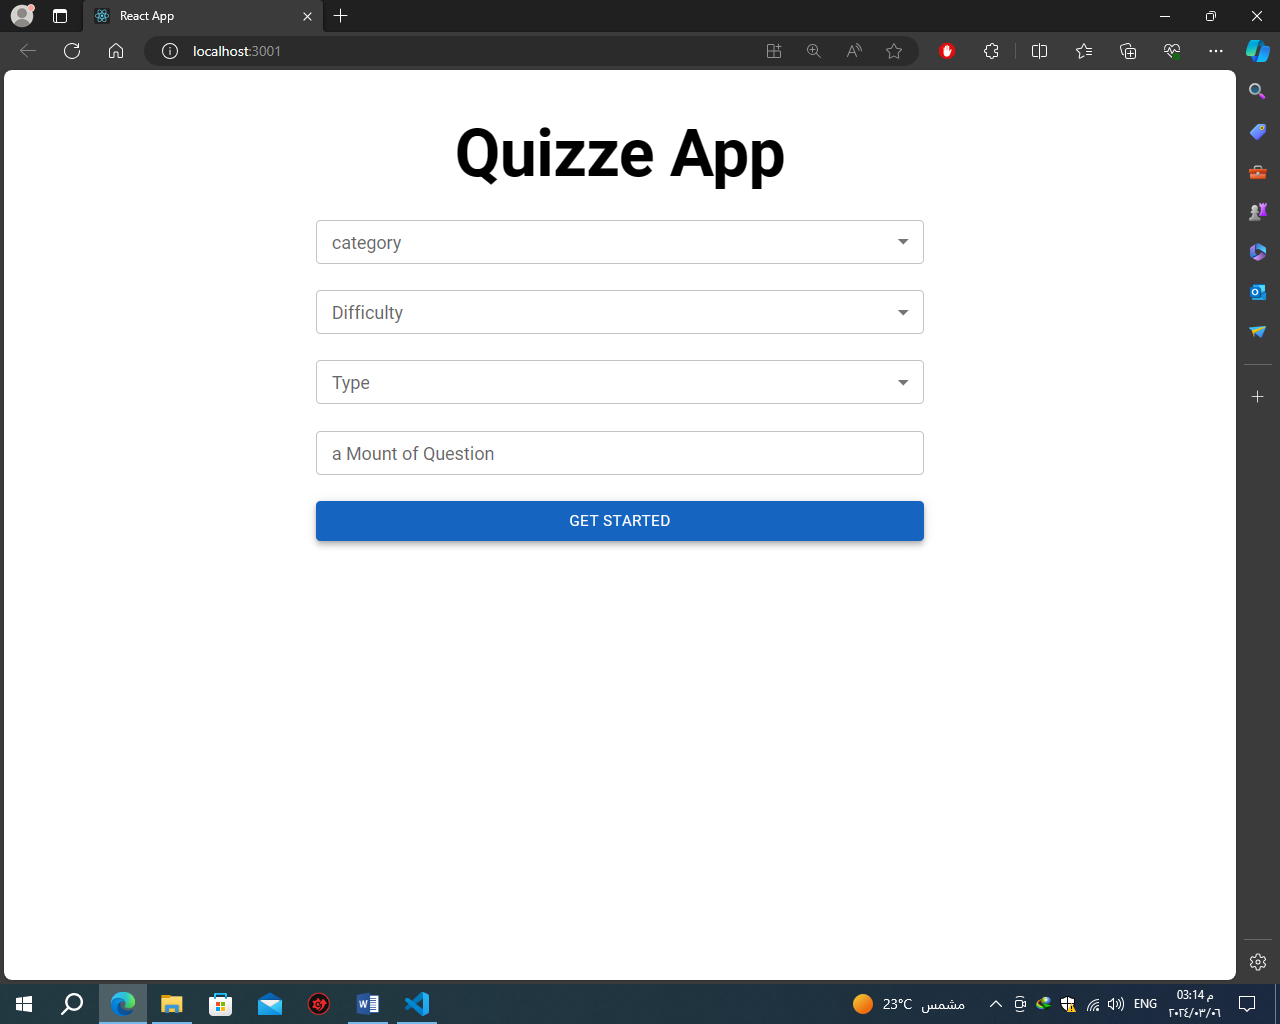 React App
localhost:3001
Quizze App
category
Difficulty
Type
a Mount of Question
GET STARTED
23°C مشمس
ENG
03:14 م
٢٠٢٤/٠٣/٠٦